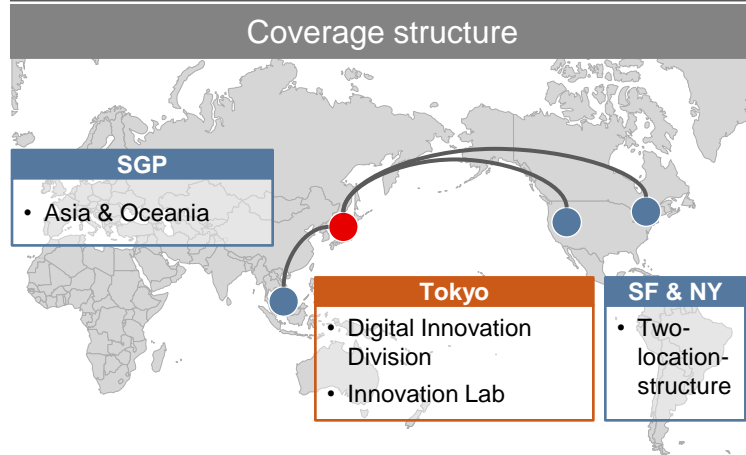 Coverage structure
SGP
• Asia & Oceania
Tokyo
• Digital Innovation
Division
• Innovation Lab
SF & NY
• Two-
location-
structure